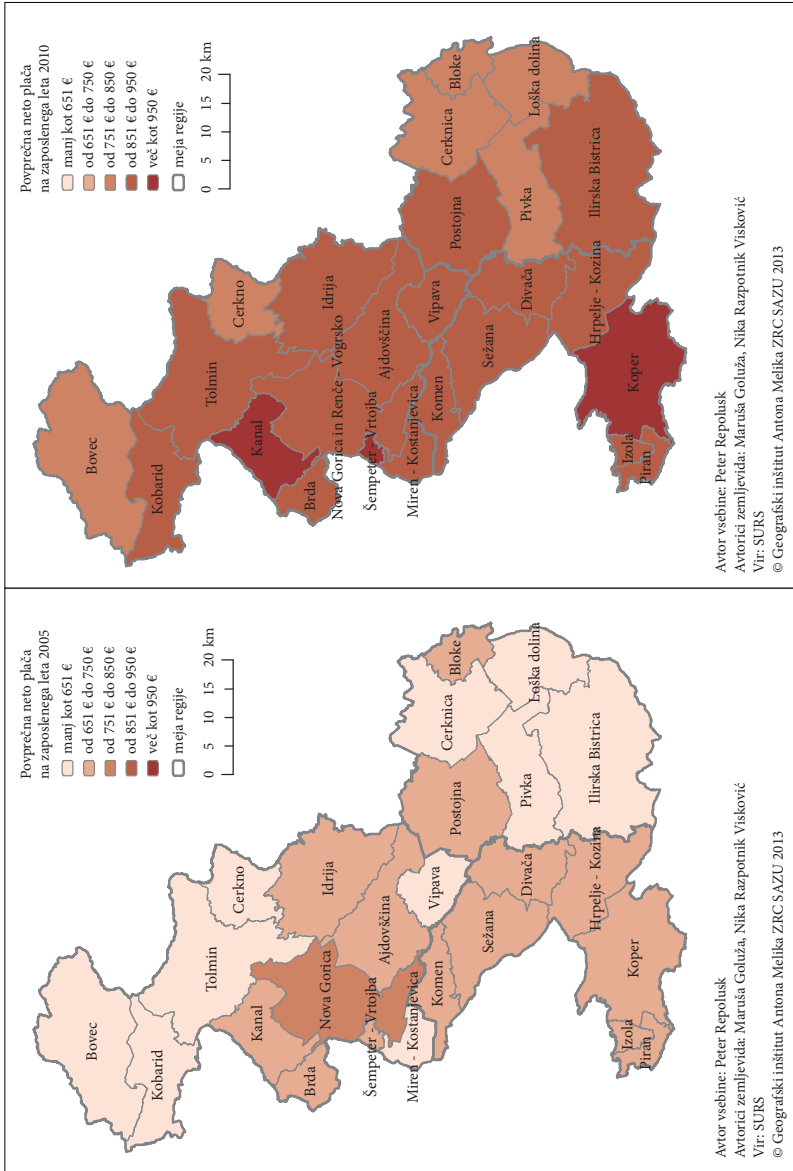 Povprečna neto plača
na zaposlenega leta 2005
manj kot 651 €
od 651 € do 750 €
od 751 € do 850 €
od 851 € do 950 €
več kot 950 €
meja regije
0 5 10 15 20 km
Bovec
Kobarid
Tolmin
Cerkno
Kanal
Idrija
Brda
Nova Gorica
Šempeter - Vrtojba
Ajdovščina
Miren - Kostanjevica
Vipava
Komen
Postojna
Cerknica
Bloke
Sežana
Divača
Pivka
Loška dolina
Hrpelje - Kozina
Ilirska Bistrica
Izola
Piran
Koper
Avtor vsebine: Peter Repolusk
Avtorici zemljevida: Maruša Goluža, Nika Razpotnik Visković
Vir: SURS
© Geografski inštitut Antona Melika ZRC SAZU 2013
Povprečna neto plača
na zaposlenega leta 2010
manj kot 651 €
od 651 € do 750 €
od 751 € do 850 €
od 851 € do 950 €
več kot 950 €
meja regije
0 5 10 15 20 km
Bovec
Kobarid
Tolmin
Cerkno
Kanal
Idrija
Brda
Nova Gorica in Renče - Vogrsko
Šempeter - Vrtojba
Ajdovščina
Miren - Kostanjevica
Vipava
Komen
Postojna
Cerknica
Bloke
Sežana
Divača
Pivka
Loška dolina
Hrpelje - Kozina
Ilirska Bistrica
Izola
Piran
Koper
Avtor vsebine: Peter Repolusk
Avtorici zemljevida: Maruša Goluža, Nika Razpotnik Visković
Vir: SURS
© Geografski inštitut Antona Melika ZRC SAZU 2013